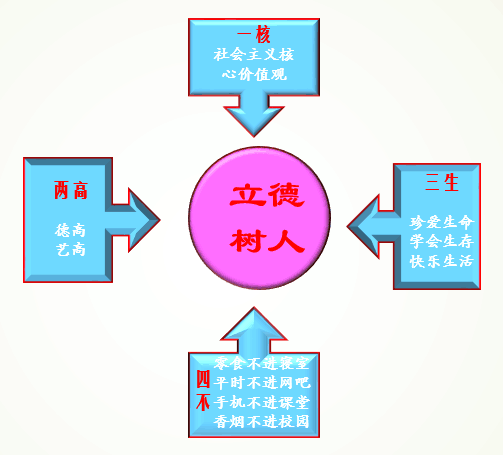 一核
社会主义核
心价值观
两高
德高
艺高
立德
树人
三生
珍爱生命
学会生存
快乐生活
四不
零食不进寝室
平时不进网吧
手机不进课堂
香烟不进校园